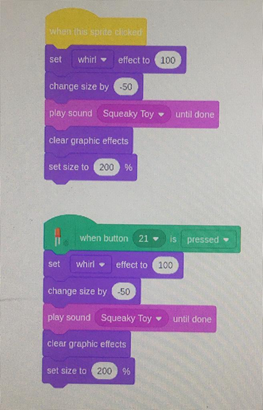 when this sprite clicked
set whirl effect to 100
change size by -50
play sound Squeaky Toy until done
clear graphic effects
set size to 200 %
when button 21 is pressed
set whirl effect to 100
change size by -50
play sound Squeaky Toy until done
clear graphic effects
set size to 200 %